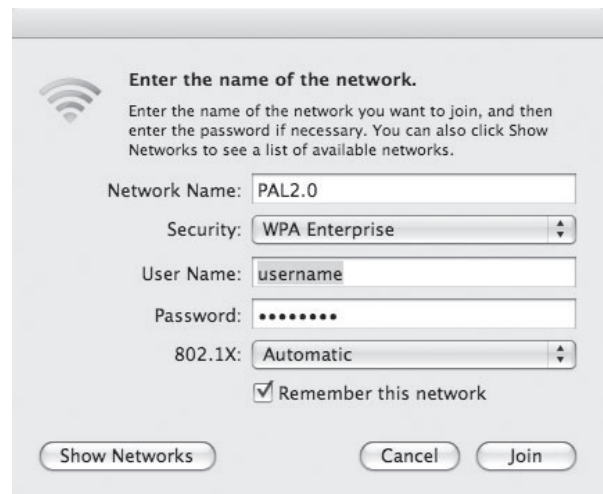 Enter the name of the network.
Enter the name of the network you want to join, and then
enter the password if necessary. You can also click Show
Networks to see a list of available networks.
Network Name: PAL2.0
Security: WPA Enterprise
User Name: username
Password: ••••••••
802.1X: Automatic
Remember this network
Show Networks Cancel Join